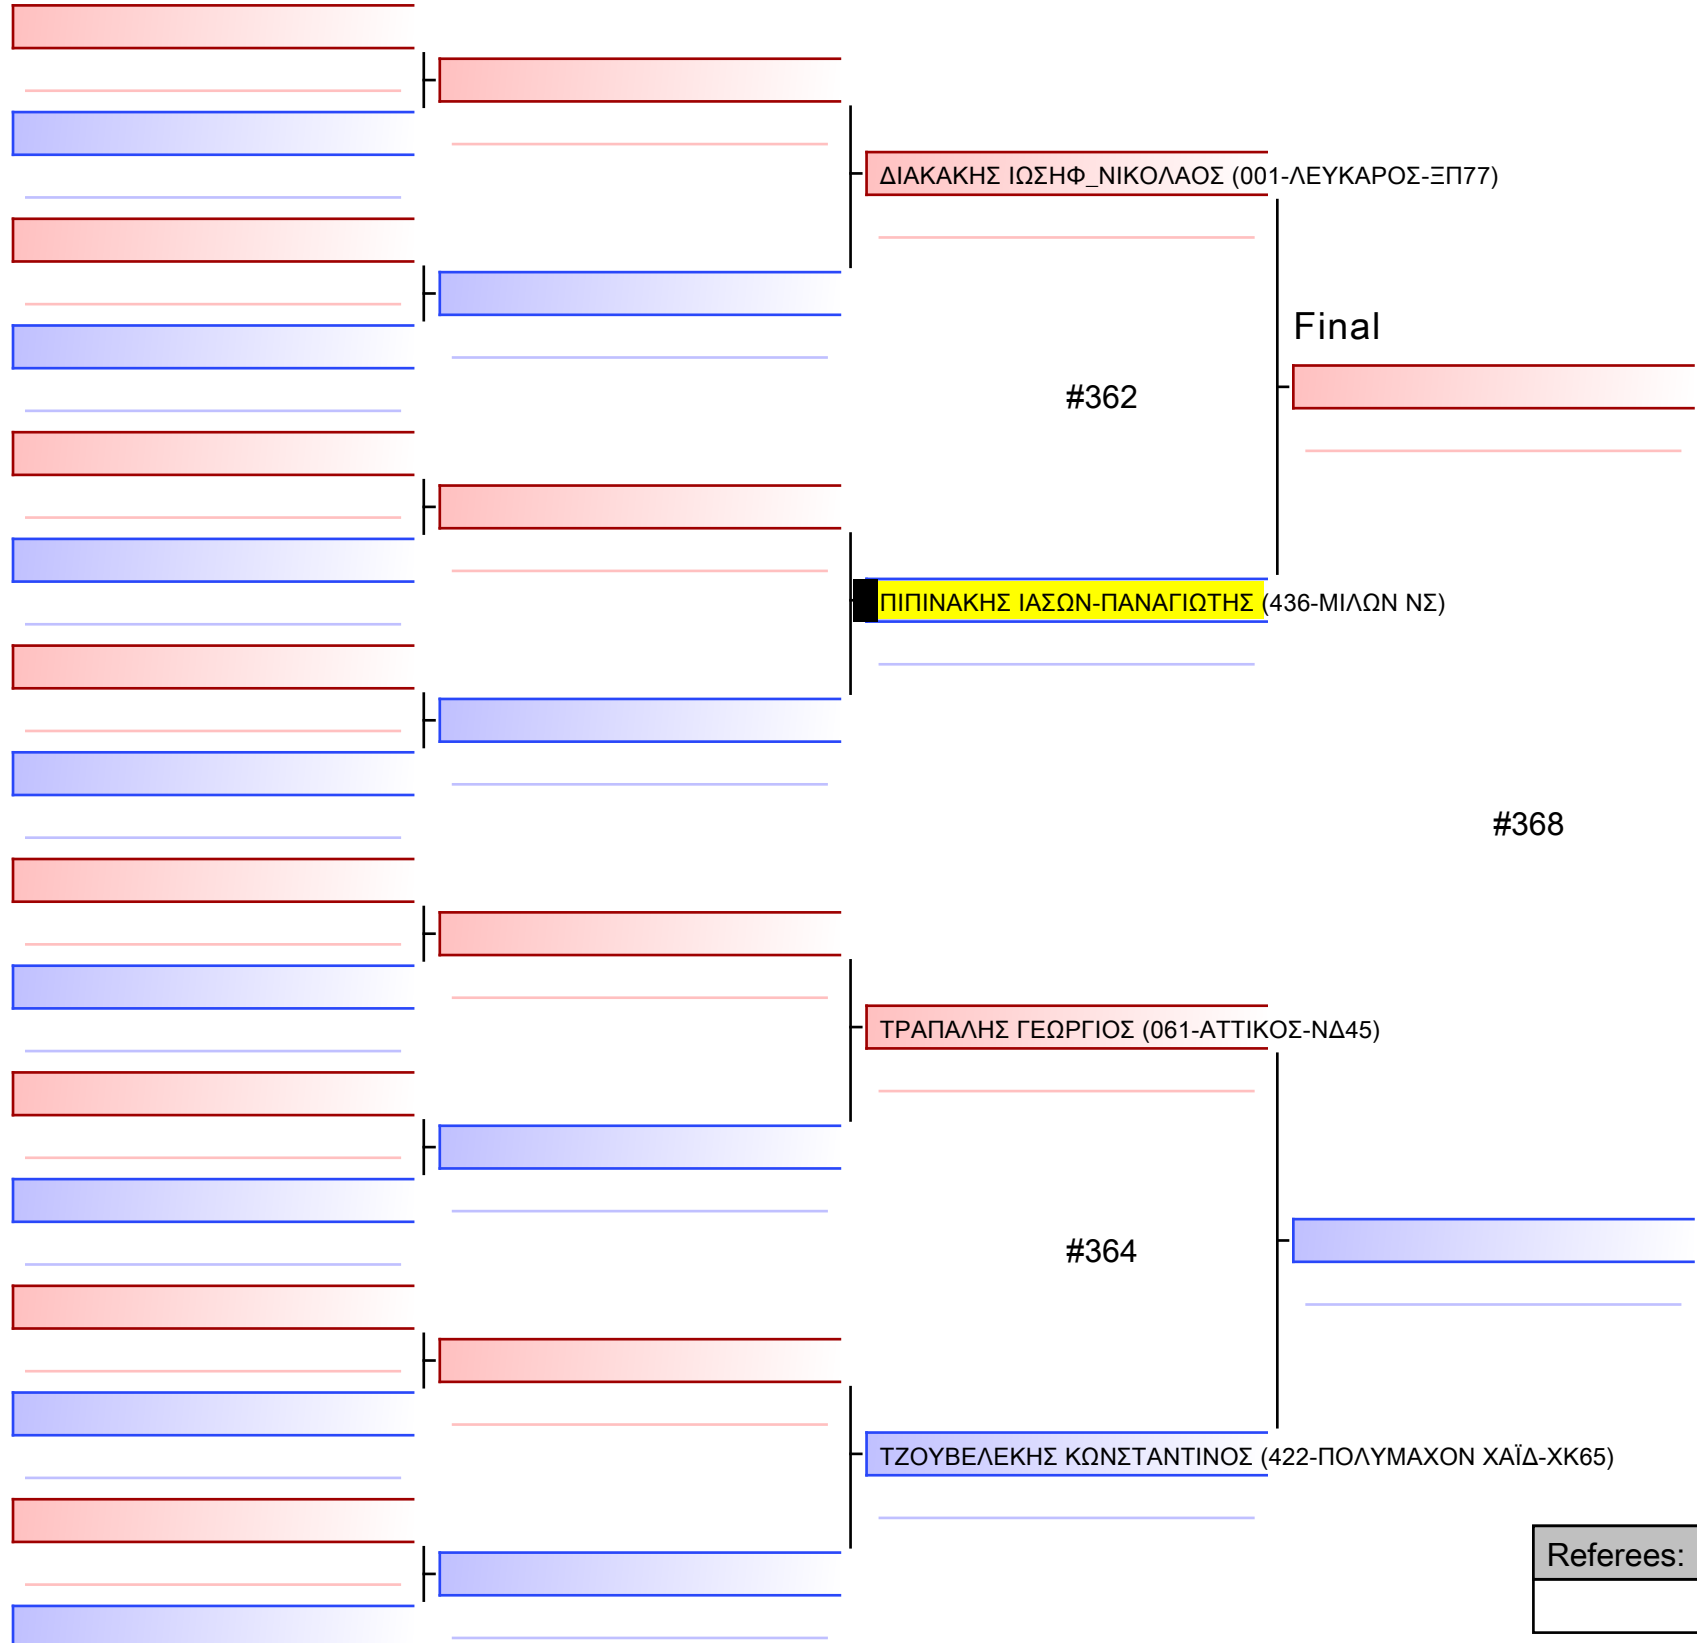 ΔΙΑΚΑΚΗΣ ΙΩΣΗΦ_ΝΙΚΟΛΑΟΣ (001-ΛΕΥΚΑΡΟΣ-ΞΠ77)
Final
#362
ΠΙΠΙΝΑΚΗΣ ΙΑΣΩΝ-ΠΑΝΑΓΙΩΤΗΣ (436-ΜΙΛΩΝ ΝΣ)
#368
ΤΡΑΠΑΛΗΣ ΓΕΩΡΓΙΟΣ (061-ΑΤΤΙΚΟΣ-ΝΔ45)
#364
ΤΖΟΥΒΕΛΕΚΗΣ ΚΩΝΣΤΑΝΤΙΝΟΣ (422-ΠΟΛΥΜΑΧΟΝ ΧΑΪΔ-ΧΚ65)
Referees: